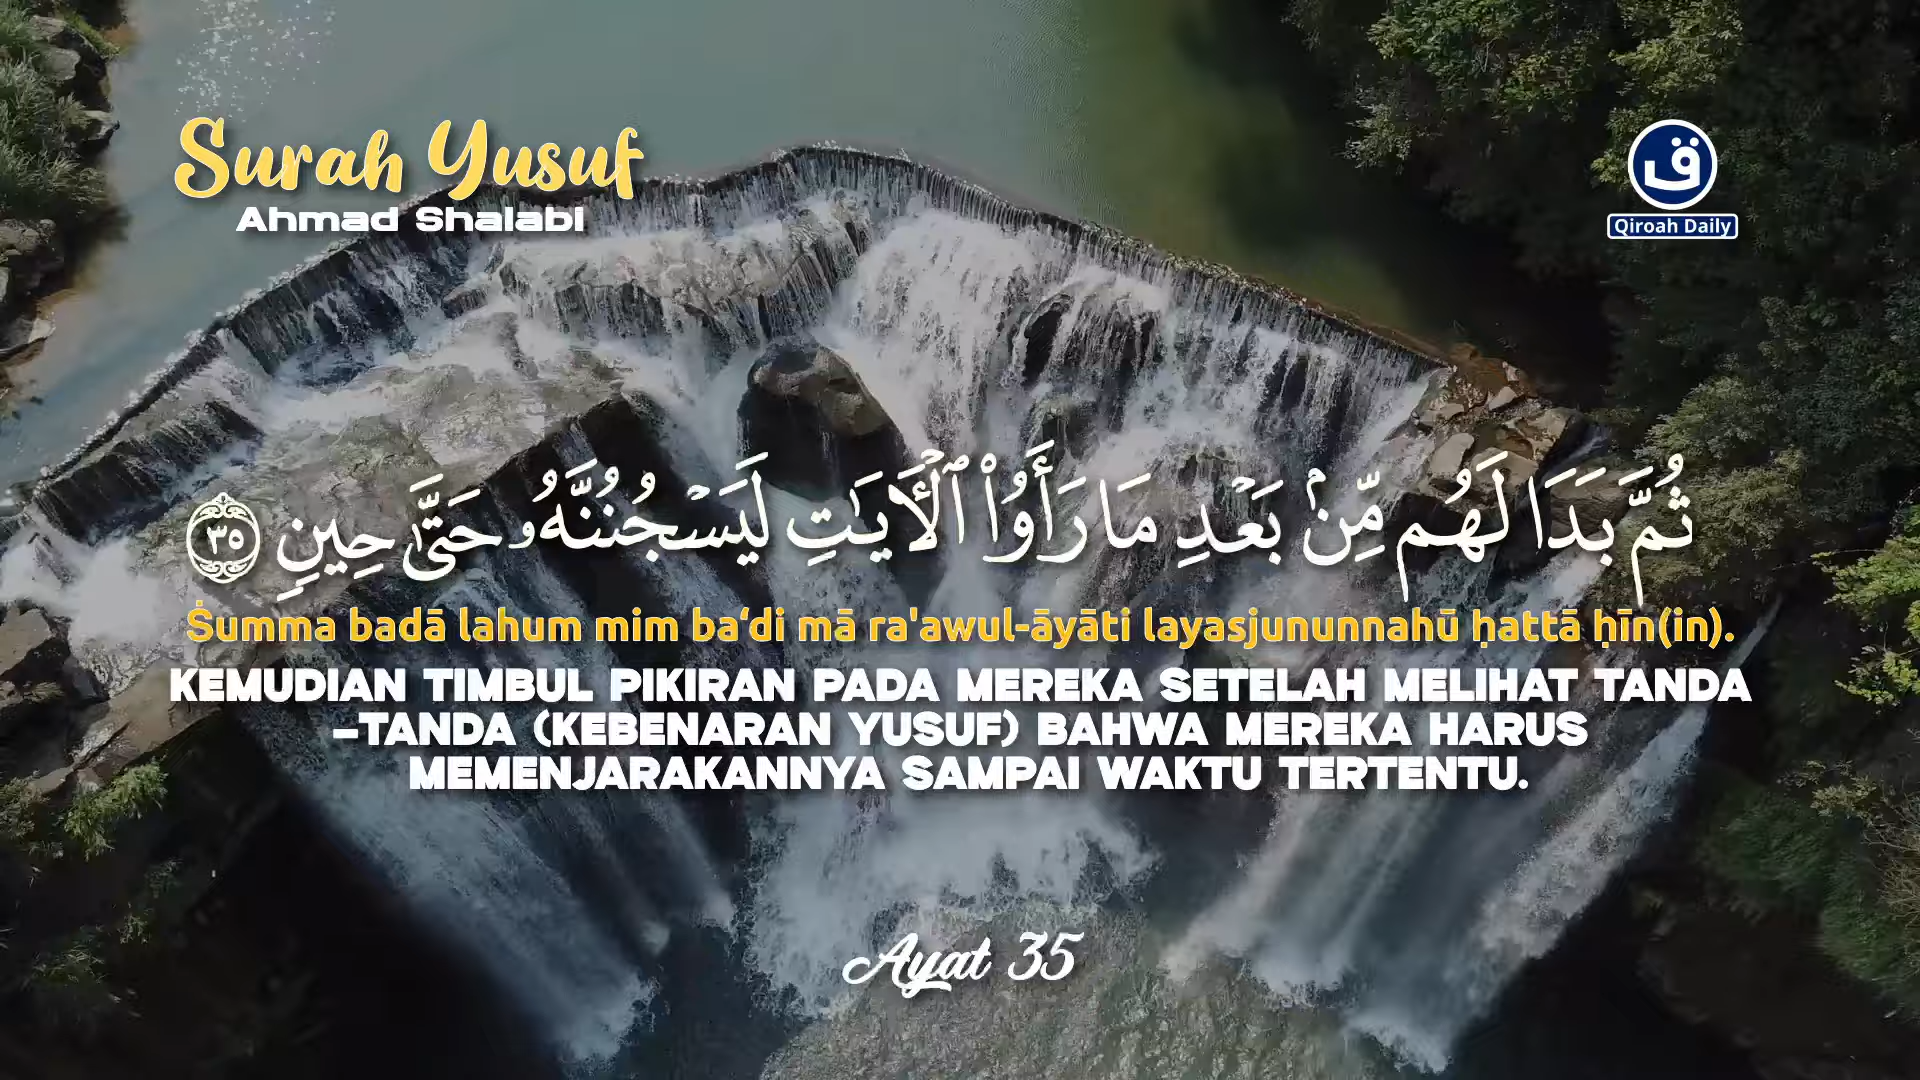 Surah Yusuf
Ahmad Shalabi
ق
Qiroah Daily
ثُمَّ بَدَا لَهُم مِّنۢ بَعْدِ مَا رَأَوُا۟ ٱلْـَٔايَـٰتِ لَيَسْجُنُنَّهُۥ حَتَّىٰ حِينٍ ٣٥
Ṡumma badā lahum mim ba‘di mā ra'awul-āyāti layasjununnahū ḥattā ḥīn(in).
KEMUDIAN TIMBUL PIKIRAN PADA MEREKA SETELAH MELIHAT TANDA
-TANDA (KEBENARAN YUSUF) BAHWA MEREKA HARUS
MEMENJARAKANNYA SAMPAI WAKTU TERTENTU.
Ayat 35